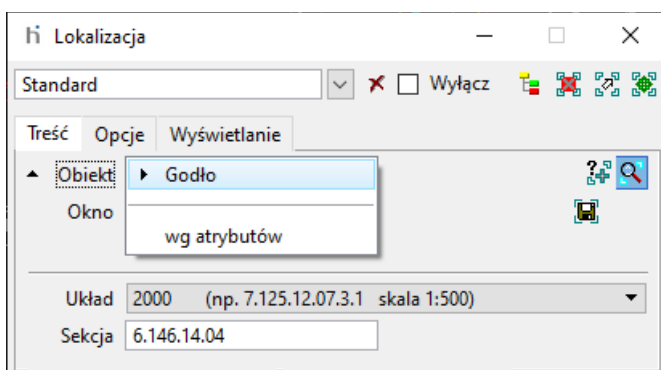 Lokalizacja
Standard Wyłącz
Treść Opcje Wyświetlanie
Obiekt Godło
Okno
wg atrybutów
Układ 2000 (np. 7.125.12.07.3.1 skala 1:500)
Sekcja 6.146.14.04